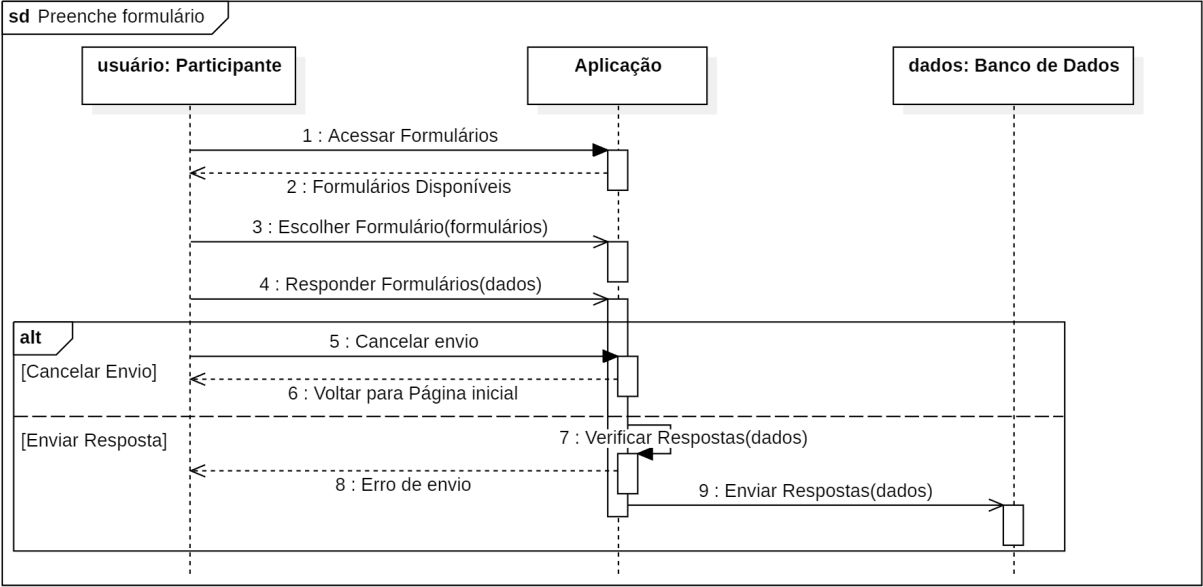 sd Preenche formulário
usuário: Participante
Aplicação
dados: Banco de Dados
1 : Acessar Formulários
2 : Formulários Disponíveis
3 : Escolher Formulário(formulários)
4 : Responder Formulários(dados)
alt
5 : Cancelar envio
[Cancelar Envio]
6 : Voltar para Página inicial
[Enviar Resposta]
7 : Verificar Respostas(dados)
8 : Erro de envio
9 : Enviar Respostas(dados)